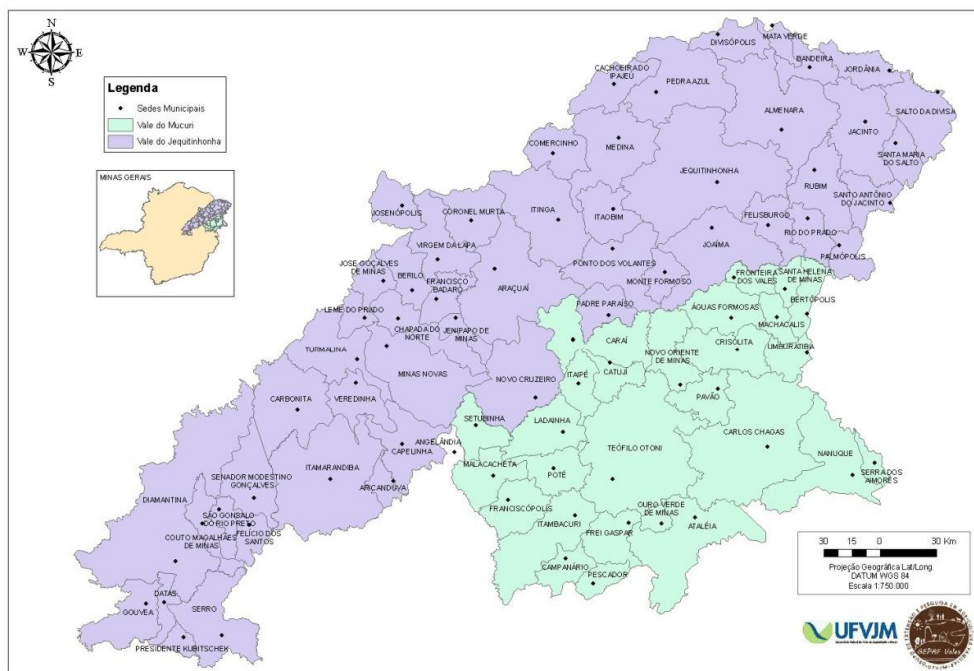 N
W E
S
Legenda
Sedes Municipais
Vale do Mucuri
Vale do Jequitinhonha
MINAS GERAIS
DIVISÓPOLIS
MATA VERDE
BANDEIRA
JORDÂNIA
CACHOEIRA DO
PAJEÚ
PEDRA AZUL
ALMENARA
SALTO DA DIVISA
JACINTO
COMERCINHO
MEDINA
SANTA MARIA
DO SALTO
JEQUITINHONHA
RUBIM
SANTO ANTÔNIO
DO JACINTO
JOSENÓPOLIS
CORONEL MURTA
ITINGA
ITAOBIM
FELISBURGO
RIO DO PRADO
JOAÍMA
VIRGEM DA LAPA
PALMÓPOLIS
PONTO DOS VOLANTES
MONTE FORMOSO
JOSE GONÇALVES
DE MINAS
BERILO
FRANCISCO
BADARÓ
ARAÇUAÍ
FRONTEIRA
DOS VALES
SANTA HELENA
DE MINAS
BERTÓPOLIS
PADRE PARAÍSO
LEME DO PRADO
CHAPADA DO
NORTE
JENIPAPO DE
MINAS
ÁGUAS FORMOSAS
MACHACALIS
CRISÓLITA
UMBURATIBA
TURMALINA
CARAÍ
NOVO ORIENTE
DE MINAS
CATUJI
MINAS NOVAS
NOVO CRUZEIRO
ITAIPÉ
PAVÃO
CARBONITA
VEREDINHA
SETUBINHA
LADAINHA
TEÓFILO OTONI
CARLOS CHAGAS
ANGELÂNDIA
CAPELINHA
NANUQUE
SERRA DOS
AIMORÉS
MALACACHETA
POTÉ
ITAMARANDIBA
SENADOR MODESTINO
GONÇALVES
ARICANDUVA
DIAMANTINA
FRANCISCÓPOLIS
OURO VERDE
DE MINAS
ATALÉIA
SÃO GONSALO
DO RIO PRETO
ITAMBACURI
FREI GASPAR
COUTO MAGALHÃES
DE MINAS
FELÍCIO DOS
SANTOS
CAMPANÁRIO
PESCADOR
DATAS
GOUVEA
SERRO
PRESIDENTE KUBITSCHEK
30 15 0 30 Km
Projeção Geográfica Lat/Long
DATUM WGS 84
Escala 1:750.000
UFVJM
GEPAF Vales